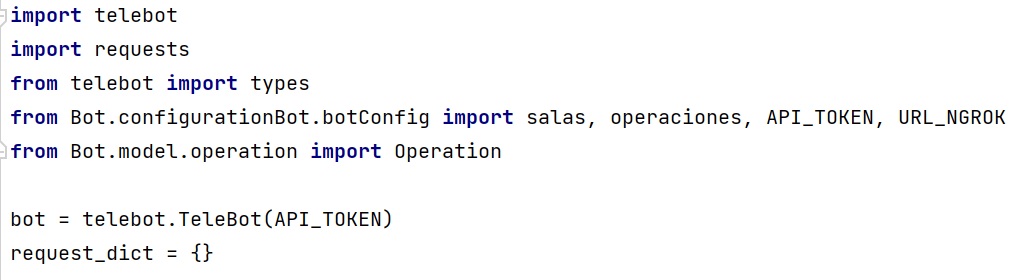 import telebot
import requests
from telebot import types
from Bot.configurationBot.botConfig import salas, operaciones, API_TOKEN, URL_NGROK
from Bot.model.operation import Operation
bot = telebot.TeleBot(API_TOKEN)
request_dict = {}